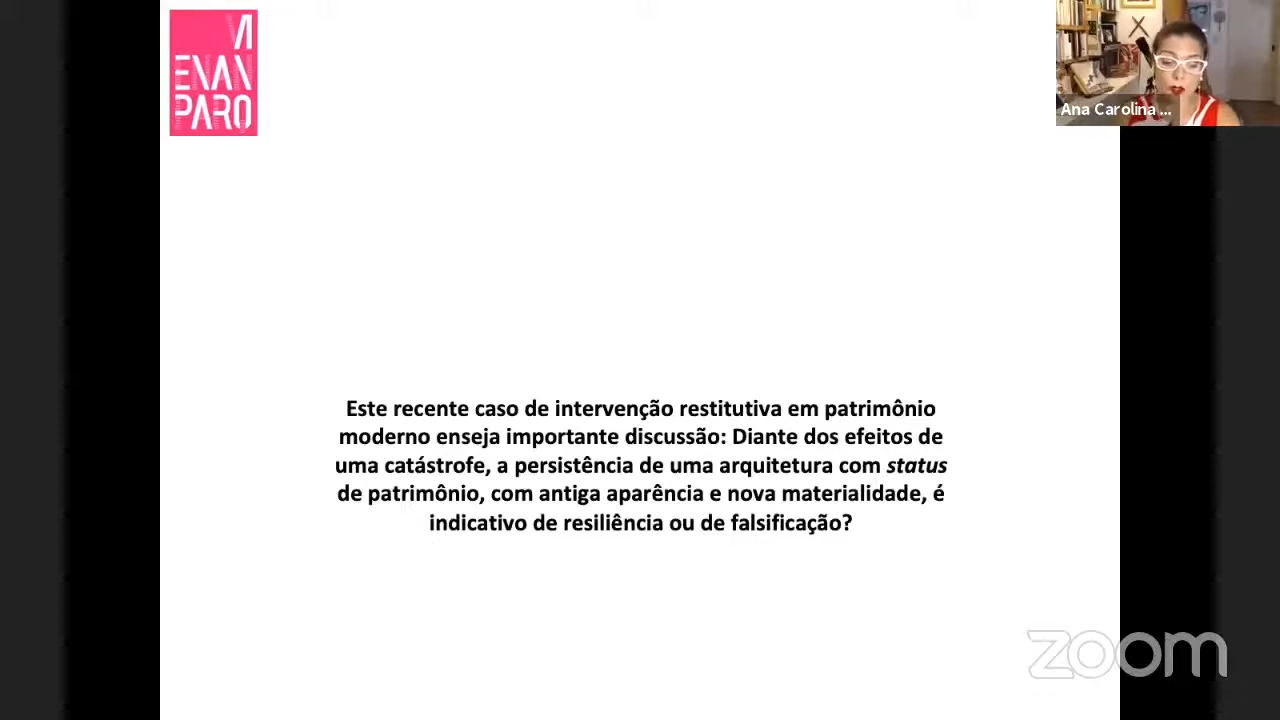 VI
ENAN
PARQ
Ana Carolina ...
Este recente caso de intervenção restitutiva em patrimônio
moderno enseja importante discussão: Diante dos efeitos de
uma catástrofe, a persistência de uma arquitetura com status
de patrimônio, com antiga aparência e nova materialidade, é
indicativo de resiliência ou de falsificação?
zoom